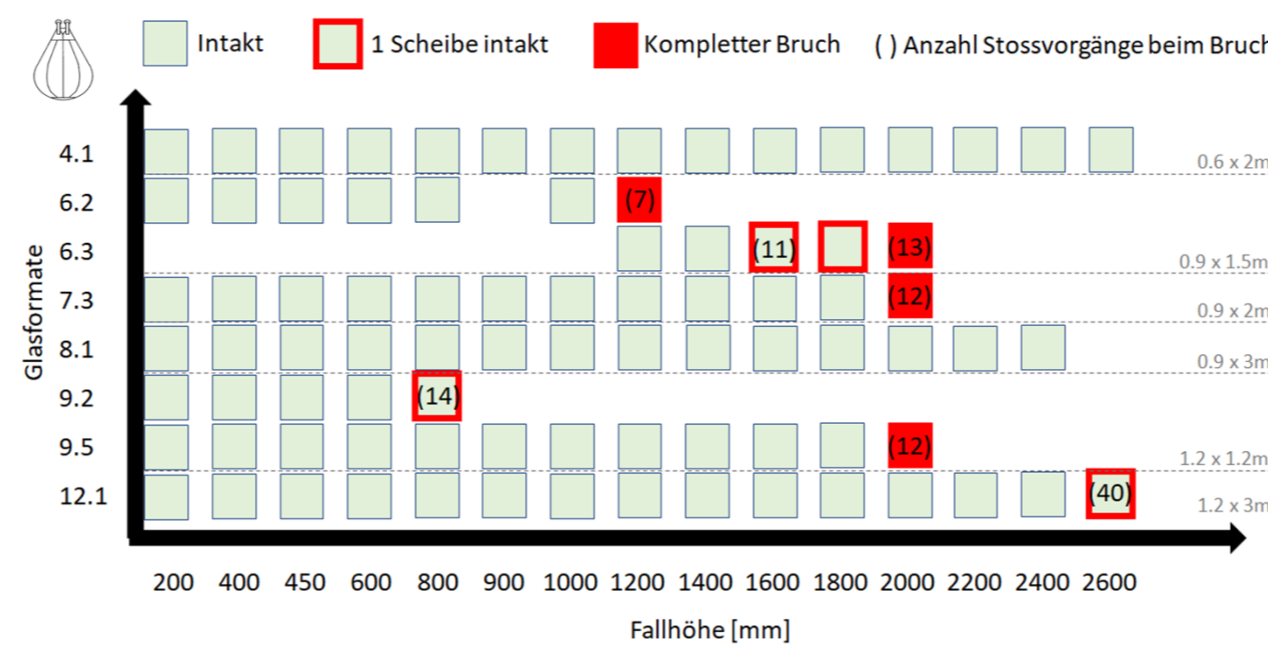 Intakt
1 Scheibe intakt
Kompletter Bruch
( ) Anzahl Stossvorgänge beim Bruch
Glasformate
4.1
0.6 x 2m
6.2
(7)
6.3
(11)
(13)
0.9 x 1.5m
7.3
(12)
0.9 x 2m
8.1
0.9 x 3m
9.2
(14)
9.5
(12)
1.2 x 1.2m
12.1
(40)
1.2 x 3m
200 400 450 600 800 900 1000 1200 1400 1600 1800 2000 2200 2400 2600
Fallhöhe [mm]